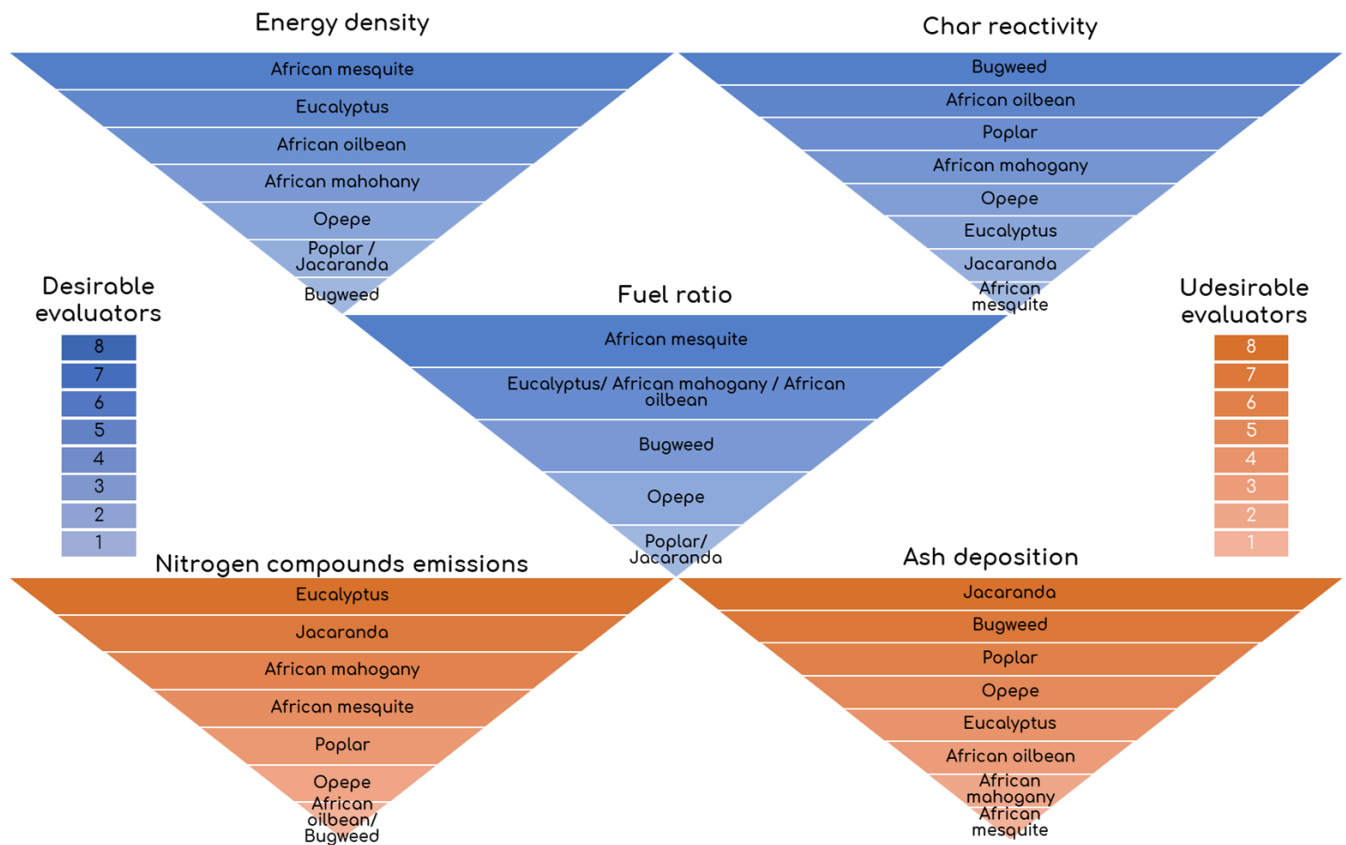 Energy density
African mesquite
Eucalyptus
African oilbean
African mahohany
Opepe
Poplar /
Jacaranda
Bugweed
Char reactivity
Bugweed
African oilbean
Poplar
African mahogany
Opepe
Eucalyptus
Jacaranda
African
mesquite
Desirable
evaluators
8
7
6
5
4
3
2
1
Fuel ratio
African mesquite
Eucalyptus/ African mahogany / African
oilbean
Bugweed
Opepe
Poplar/
Jacaranda
Udesirable
evaluators
8
7
6
5
4
3
2
1
Nitrogen compounds emissions
Eucalyptus
Jacaranda
African mahogany
African mesquite
Poplar
Opepe
African
oilbean/
Bugweed
Ash deposition
Jacaranda
Bugweed
Poplar
Opepe
Eucalyptus
African oilbean
African
mahogany
African
mesquite